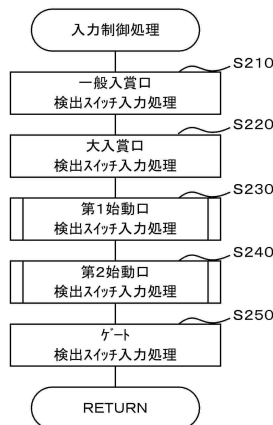 入力制御処理
S210
一般入賞口
検出スイッチ入力処理
S220
大入賞口
検出スイッチ入力処理
S230
第1始動口
検出スイッチ入力処理
S240
第2始動口
検出スイッチ入力処理
S250
ゲート
検出スイッチ入力処理
RETURN